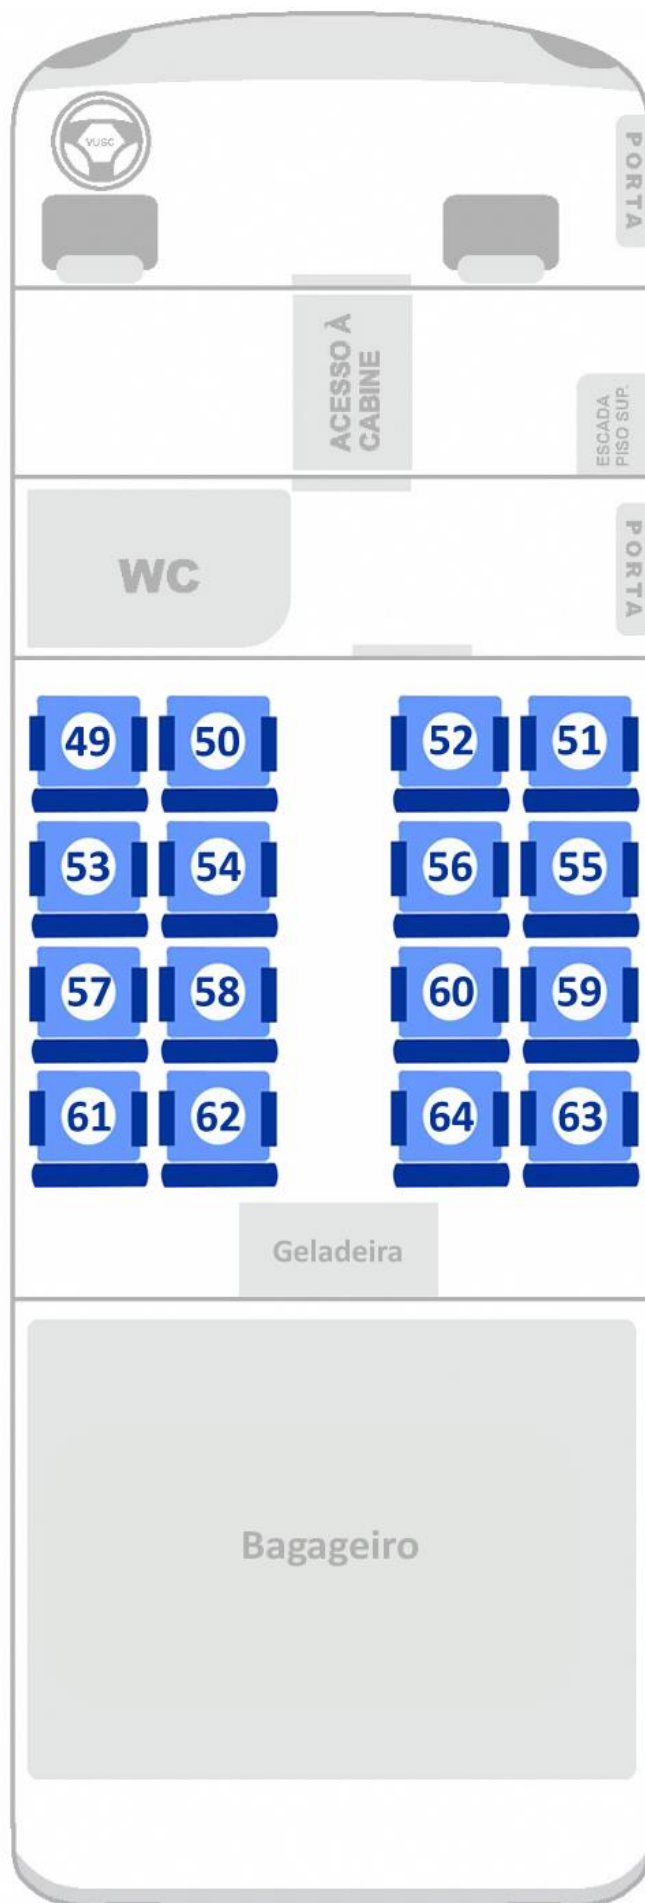 VUSC
PORTA
ACESSO À
CABINE
ESCADA
PISO SUP.
WC
PORTA
49 50 52 51
53 54 56 55
57 58 60 59
61 62 64 63
Geladeira
Bagageiro